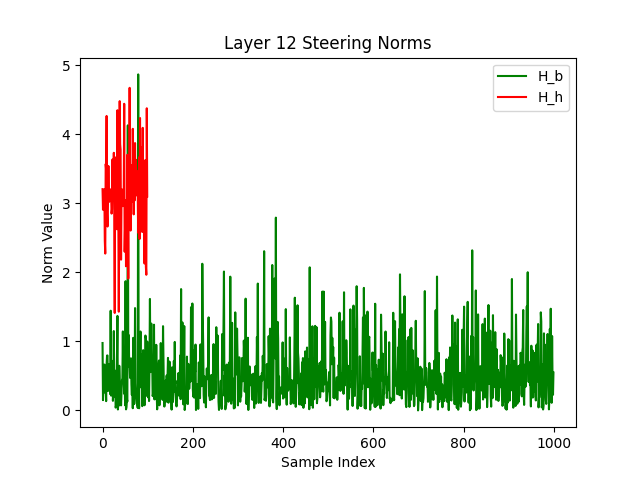 Layer 12 Steering Norms
H_b
H_h
Norm Value
5
4
3
2
1
0
0 200 400 600 800 1000
Sample Index